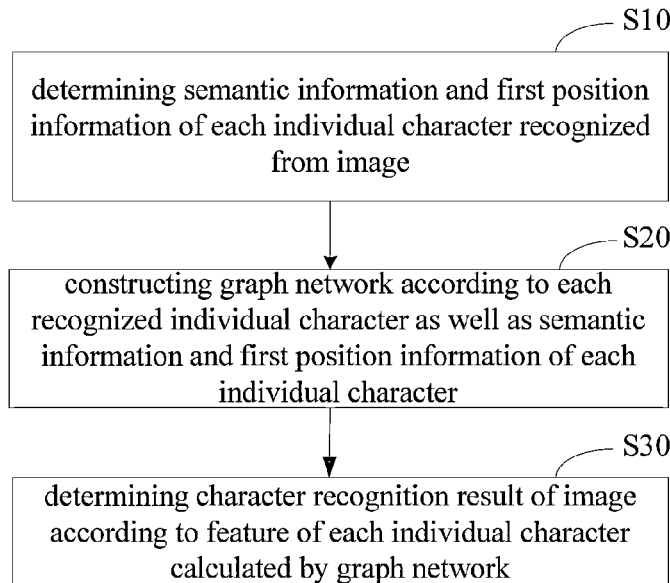 S10
determining semantic information and first position
information of each individual character recognized
from image
S20
constructing graph network according to each
recognized individual character as well as semantic
information and first position information of each
individual character
S30
determining character recognition result of image
according to feature of each individual character
calculated by graph network